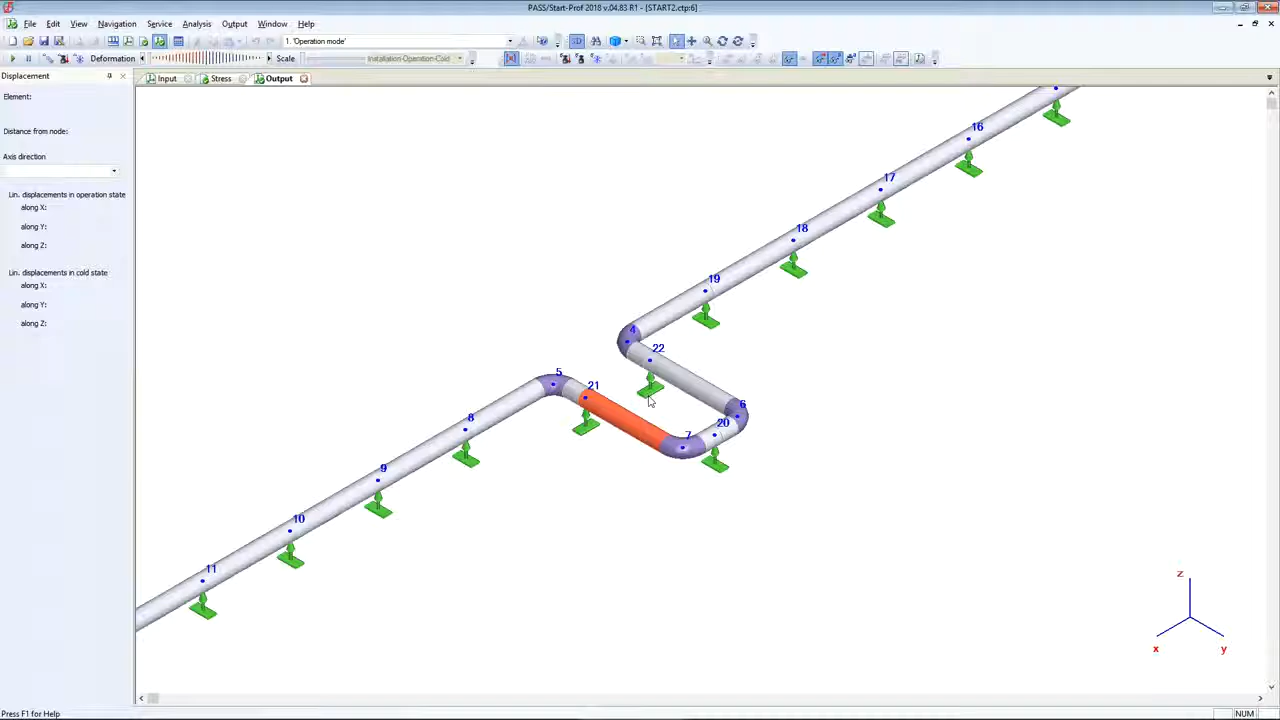 PASS/Start-Prof 2018 v.04.83 R1 - [START2.ctp:6]
File Edit View Navigation Service Analysis Output Window Help
1. 'Operation mode'
Deformation Scale Installation-Operation-Cold
Displacement
Input Stress Output
Element:
Distance from node:
Axis direction
Lin. displacements in operation state
along X:
along Y:
along Z:
Lin. displacements in cold state
along X:
along Y:
along Z:
16
17
18
19
4
22
5
21
6
20
7
8
9
10
11
z
x
y
Press F1 for Help
NUM